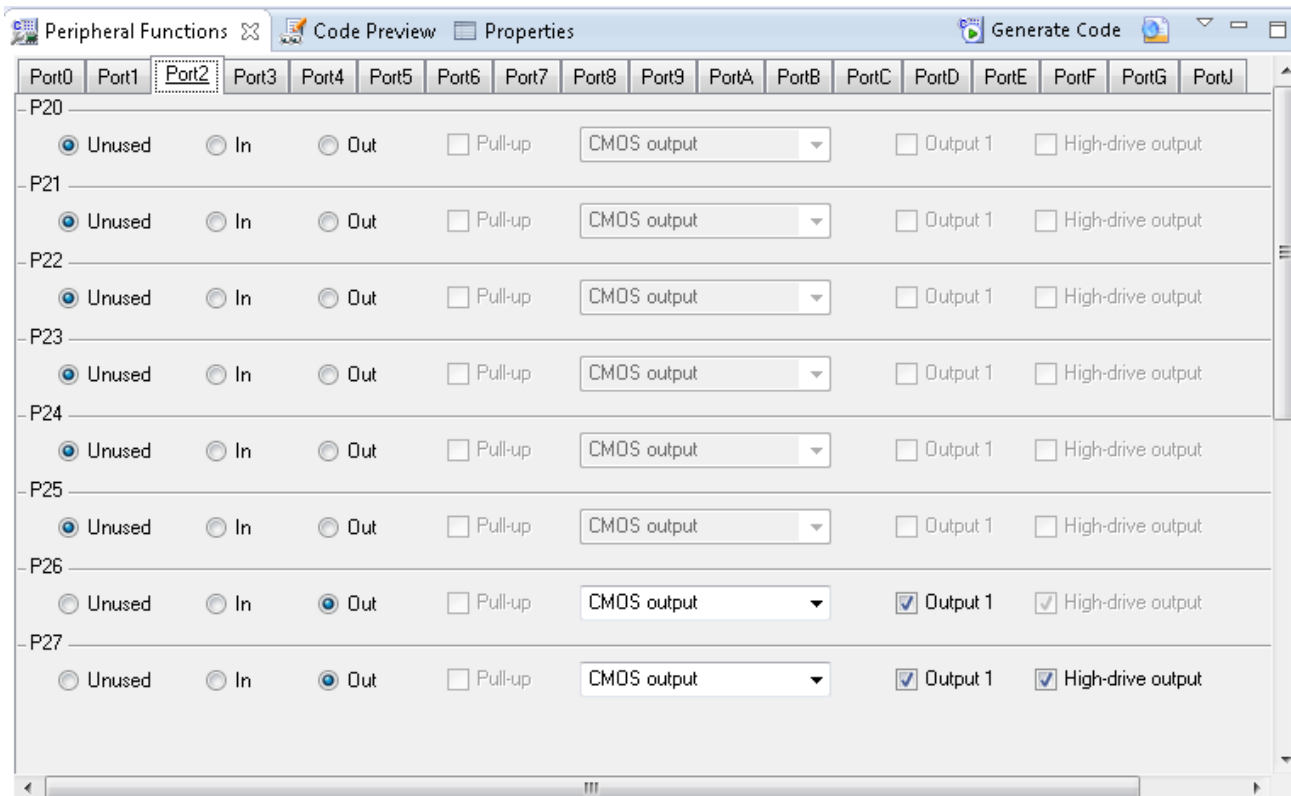 Peripheral Functions Code Preview Properties Generate Code
Port0 Port1 Port2 Port3 Port4 Port5 Port6 Port7 Port8 Port9 PortA PortB PortC PortD PortE PortF PortG PortJ
P20
Unused In Out Pull-up CMOS output Output 1 High-drive output
P21
Unused In Out Pull-up CMOS output Output 1 High-drive output
P22
Unused In Out Pull-up CMOS output Output 1 High-drive output
P23
Unused In Out Pull-up CMOS output Output 1 High-drive output
P24
Unused In Out Pull-up CMOS output Output 1 High-drive output
P25
Unused In Out Pull-up CMOS output Output 1 High-drive output
P26
Unused In Out Pull-up CMOS output Output 1 High-drive output
P27
Unused In Out Pull-up CMOS output Output 1 High-drive output